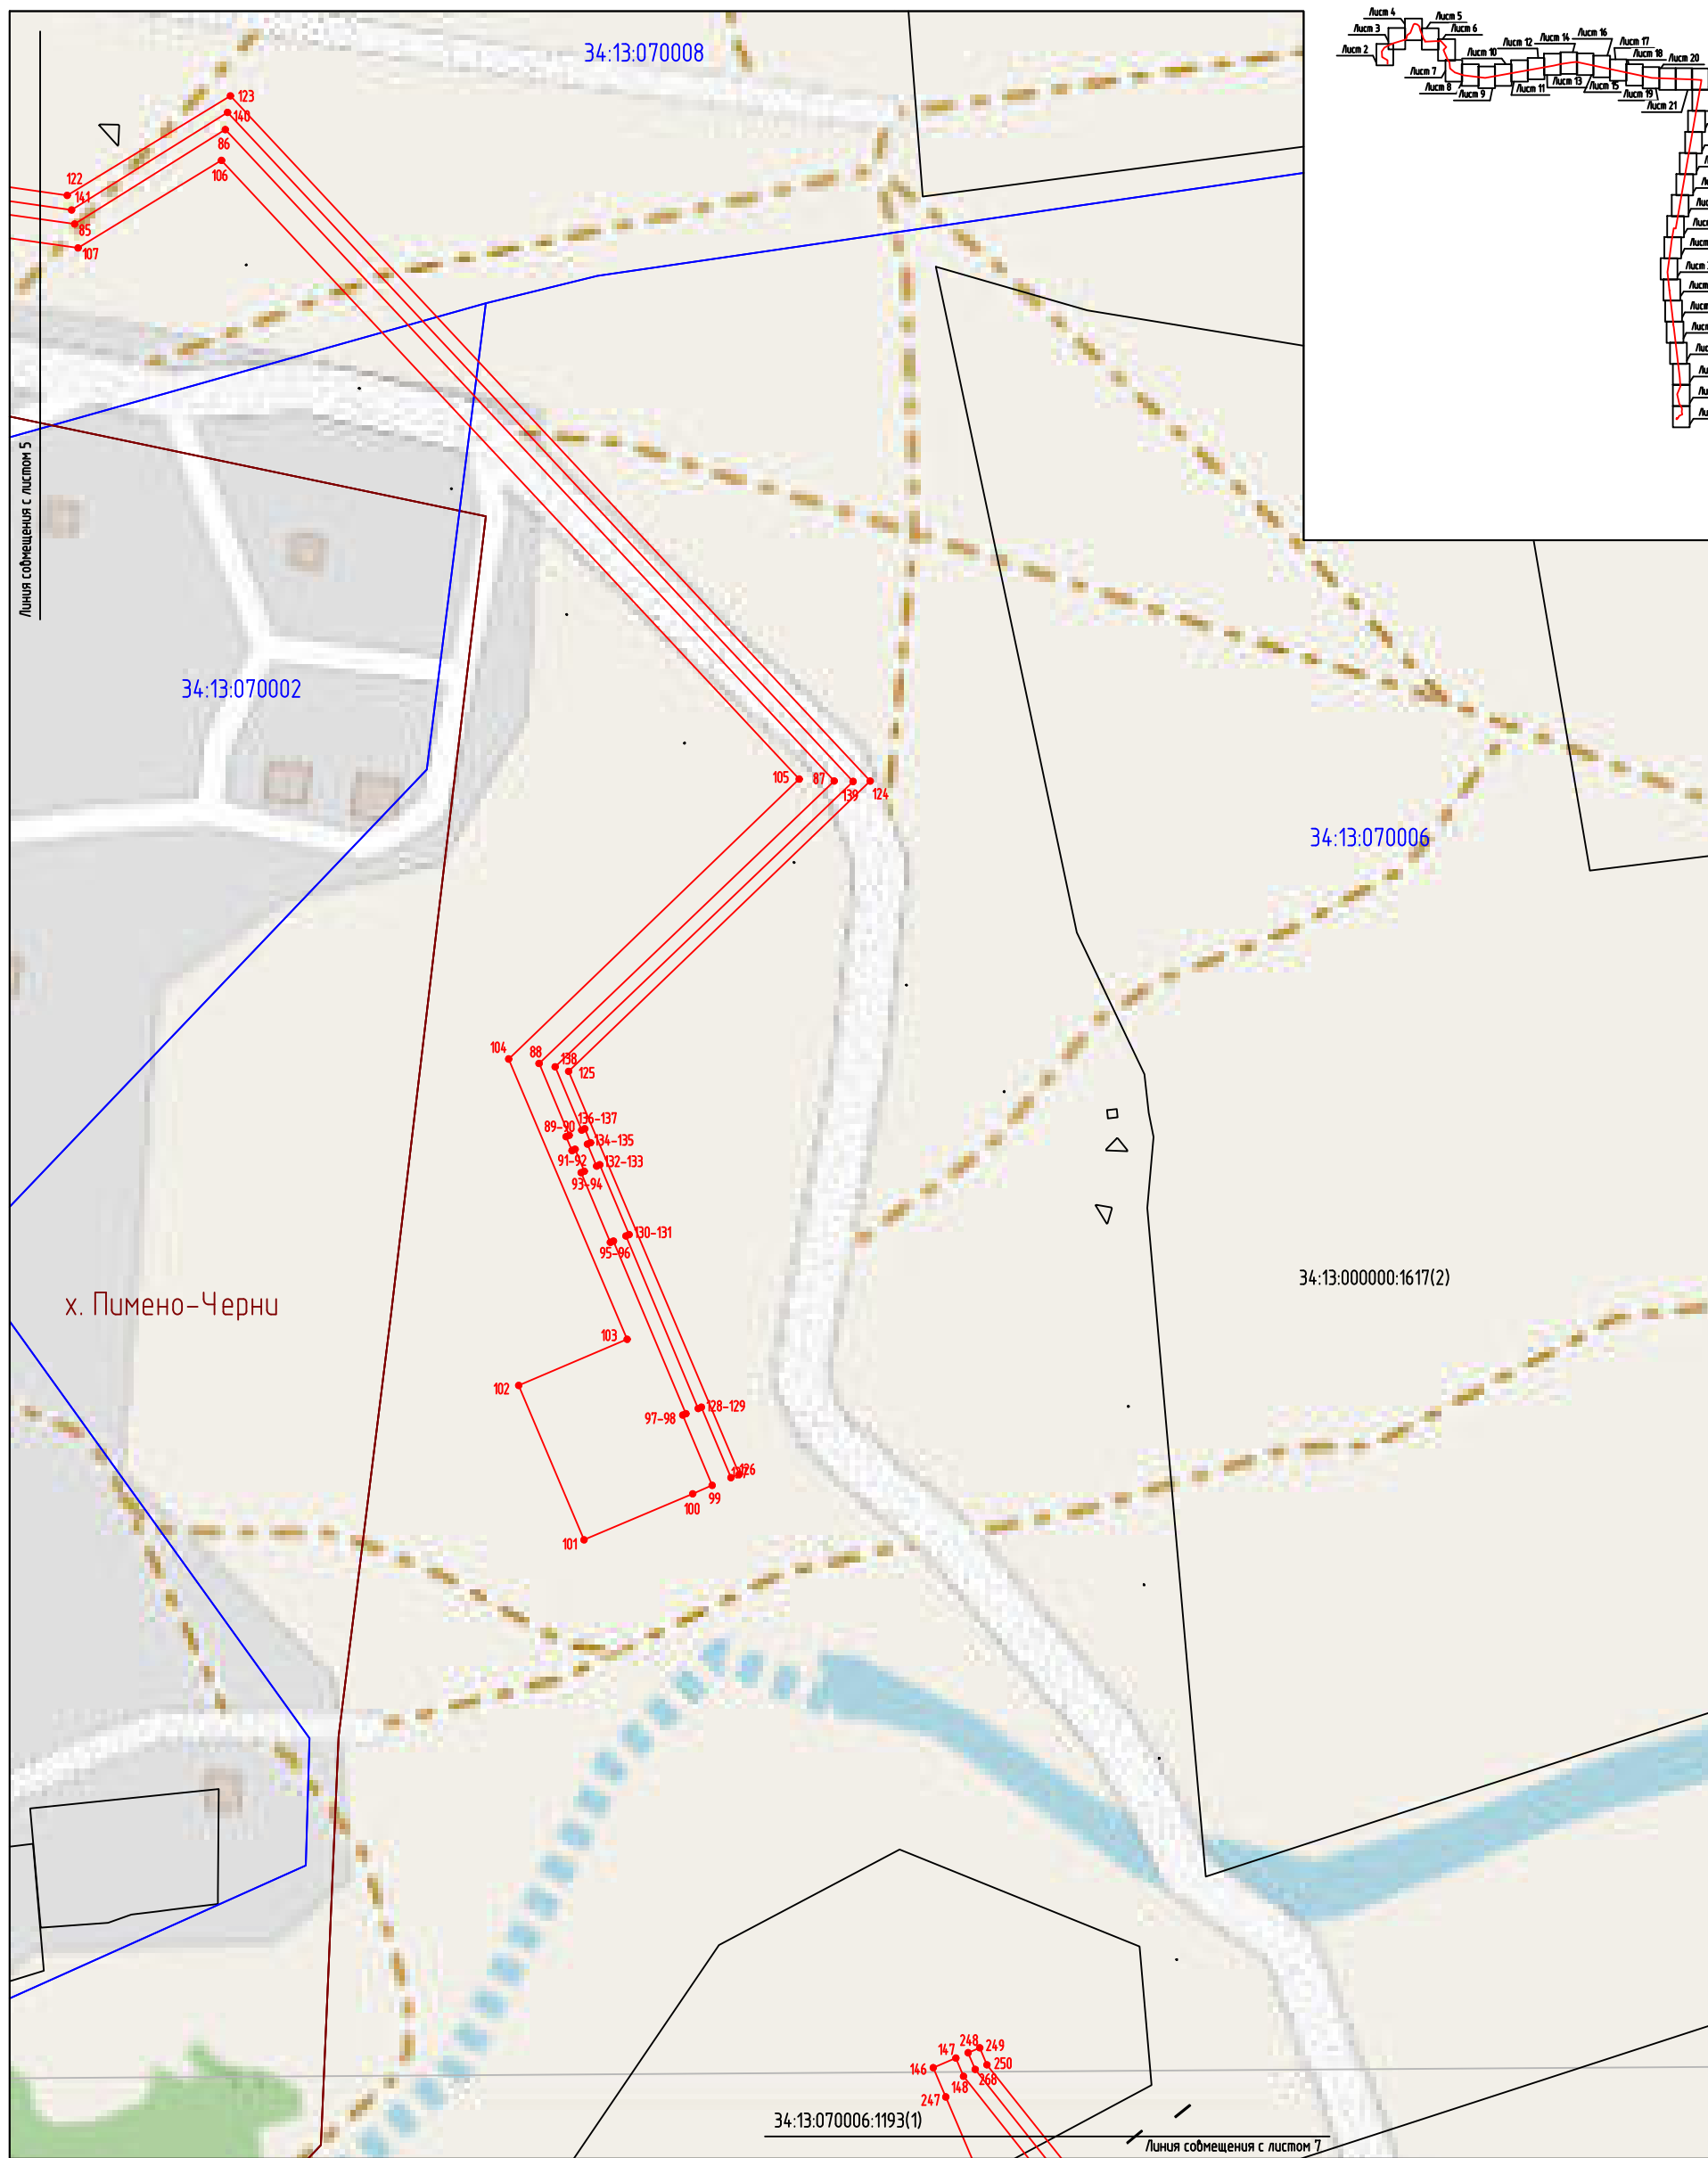 34:13:070008
Лист 4
Лист 5
Лист 3
Лист 6
Лист 2
Лист 16
Лист 14
Лист 17
Лист 12
Лист 18
Лист 10
Лист 20
Лист 7
Лист 13
Лист 15
Лист 8
Лист 9
Лист 11
Лист 19
Лист 21
123
140
86
106
122
141
85
107
Линия совмещения с листом 5
34:13:070002
105
87
139
124
34:13:070006
104
88
138
125
136-137
89-90
134-135
91-92
132-133
93-94
130-131
95-96
34:13:000000:1617(2)
х. Пимено-Черни
103
102
128-129
97-98
126
99
100
101
248
249
147
146
250
268
148
247
34:13:070006:1193(1)
Линия совмещения с листом 7